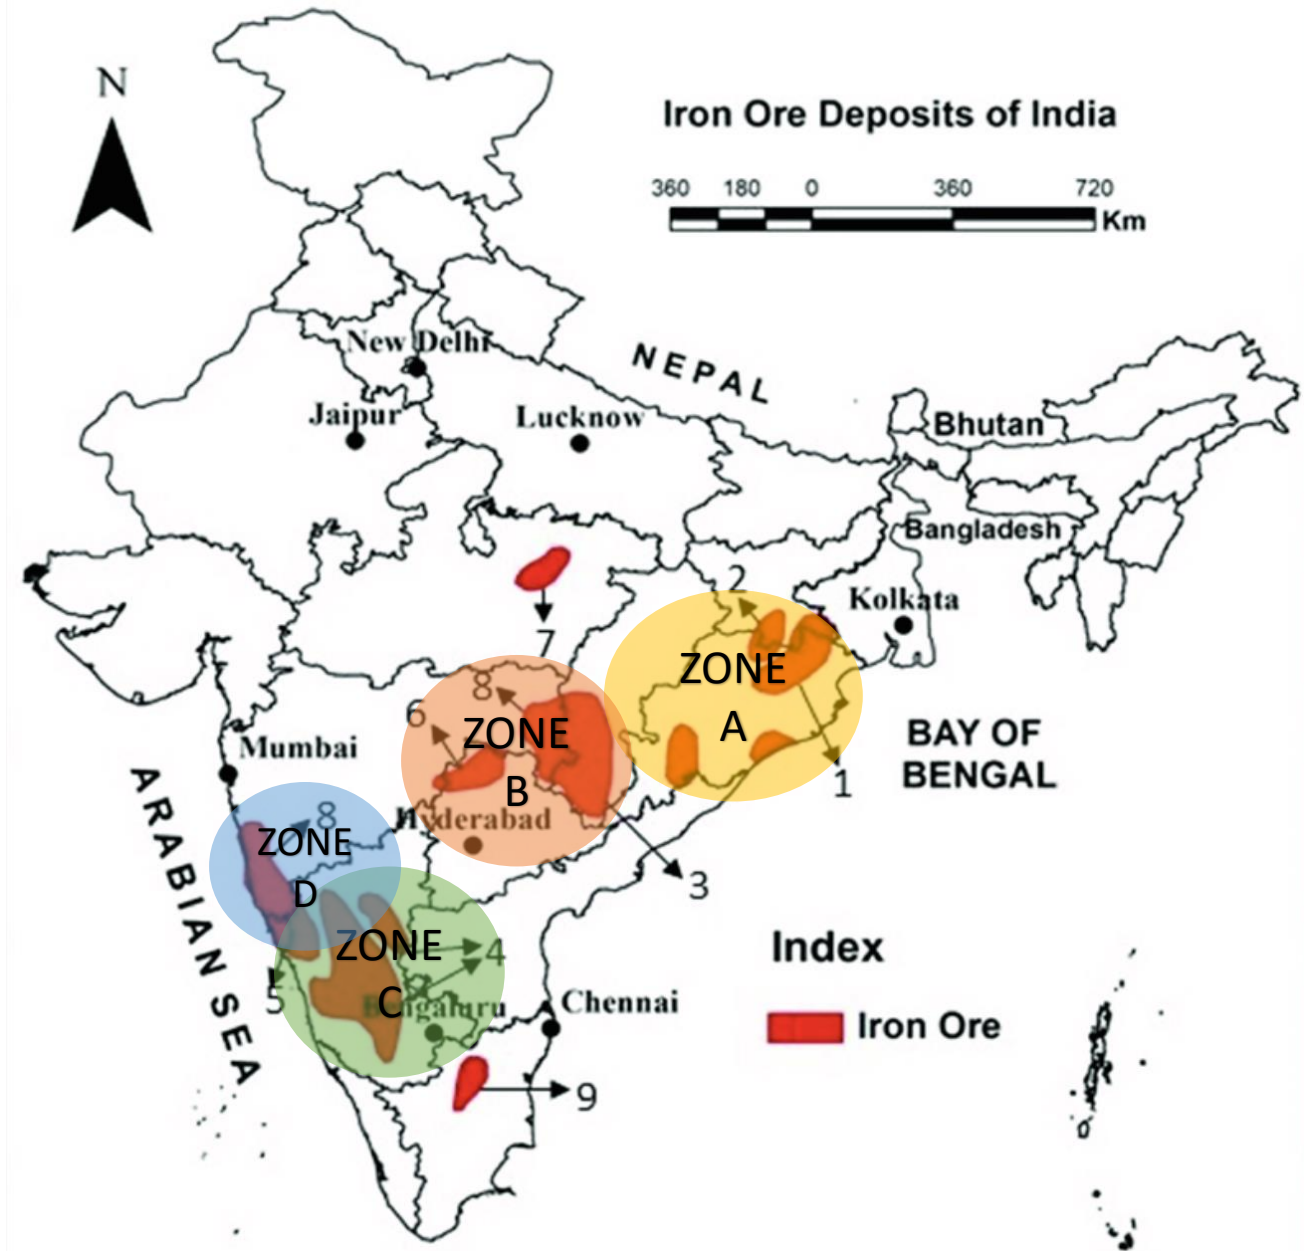 N
Iron Ore Deposits of India
360 180 0 360 720
Km
New Delhi
NEPAL
Jaipur
Lucknow
Bhutan
Bangladesh
2
Kolkata
7
ZONE
A
8
6
ZONE
B
BAY OF
BENGAL
Mumbai
1
ARABIAN SEA
Hyderabad
8
ZONE
D
3
ZONE
C
4
Index
5
Bengaluru
Chennai
Iron Ore
9